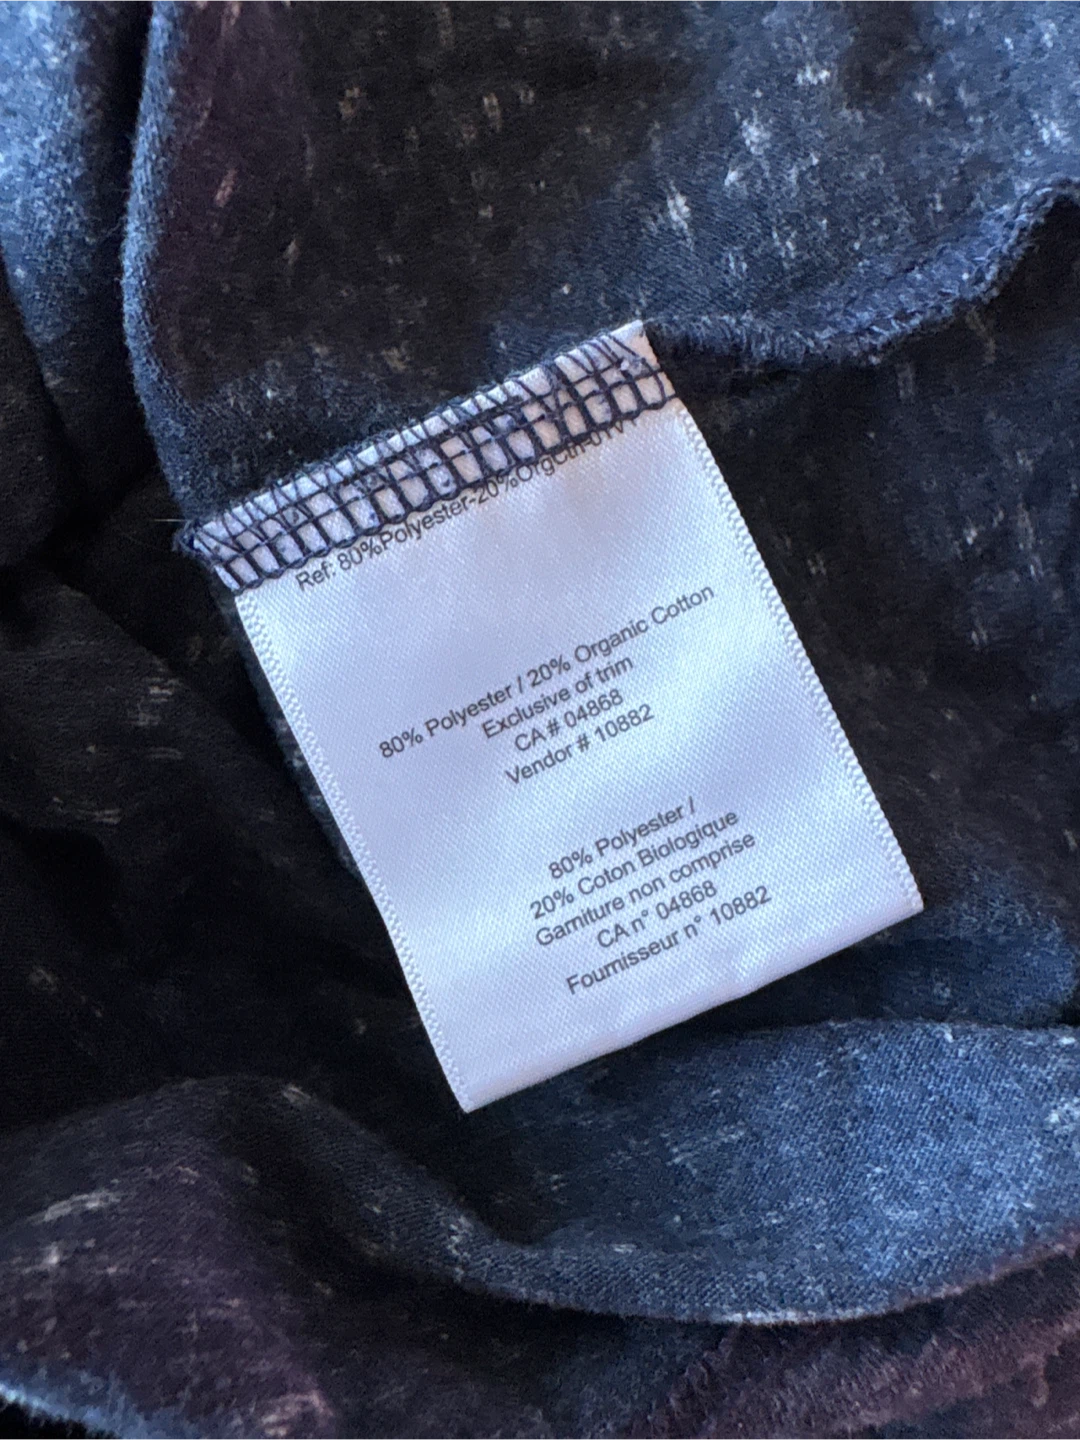 Ref: 80%Polyester-20%OrgCtn-01V1
80% Polyester / 20% Organic Cotton
Exclusive of trim
CA # 04868
Vendor # 10882
80% Polyester /
20% Coton Biologique
Garniture non comprise
CA n° 04868
Fournisseur n° 10882